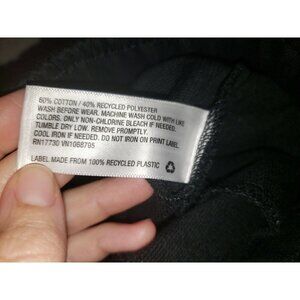 60% COTTON / 40% RECYCLED POLYESTER
WASH BEFORE WEAR. MACHINE WASH COLD WITH LIKE
COLORS. ONLY NON-CHLORINE BLEACH IF NEEDED.
TUMBLE DRY LOW. REMOVE PROMPTLY.
COOL IRON IF NEEDED. DO NOT IRON ON PRINT LABEL.
RN17730 VN1068795
LABEL MADE FROM 100% RECYCLED PLASTIC